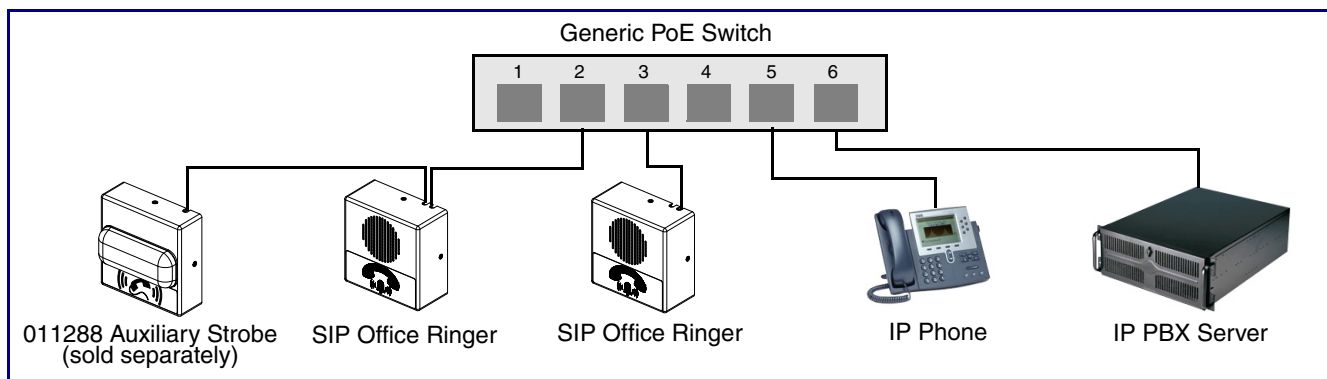 Generic PoE Switch
1 2 3 4 5 6
011288 Auxiliary Strobe
(sold separately)
SIP Office Ringer
SIP Office Ringer
IP Phone
IP PBX Server